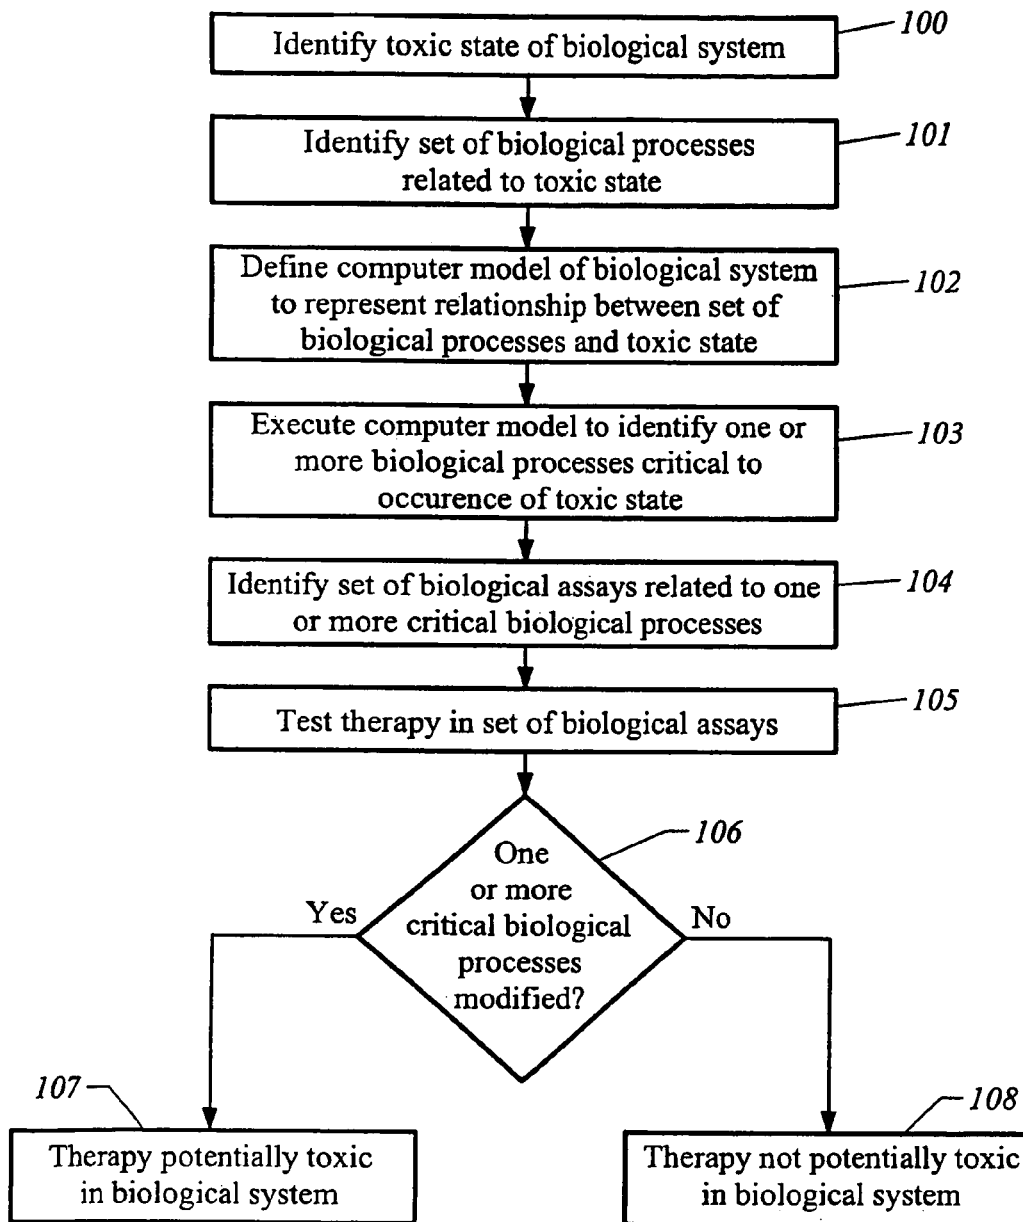 100
Identify toxic state of biological system
101
Identify set of biological processes
related to toxic state
102
Define computer model of biological system
to represent relationship between set of
biological processes and toxic state
103
Execute computer model to identify one or
more biological processes critical to
occurence of toxic state
104
Identify set of biological assays related to one
or more critical biological processes
105
Test therapy in set of biological assays
106
One
or more
critical biological
processes
modified?
Yes
No
107
Therapy potentially toxic
in biological system
108
Therapy not potentially toxic
in biological system